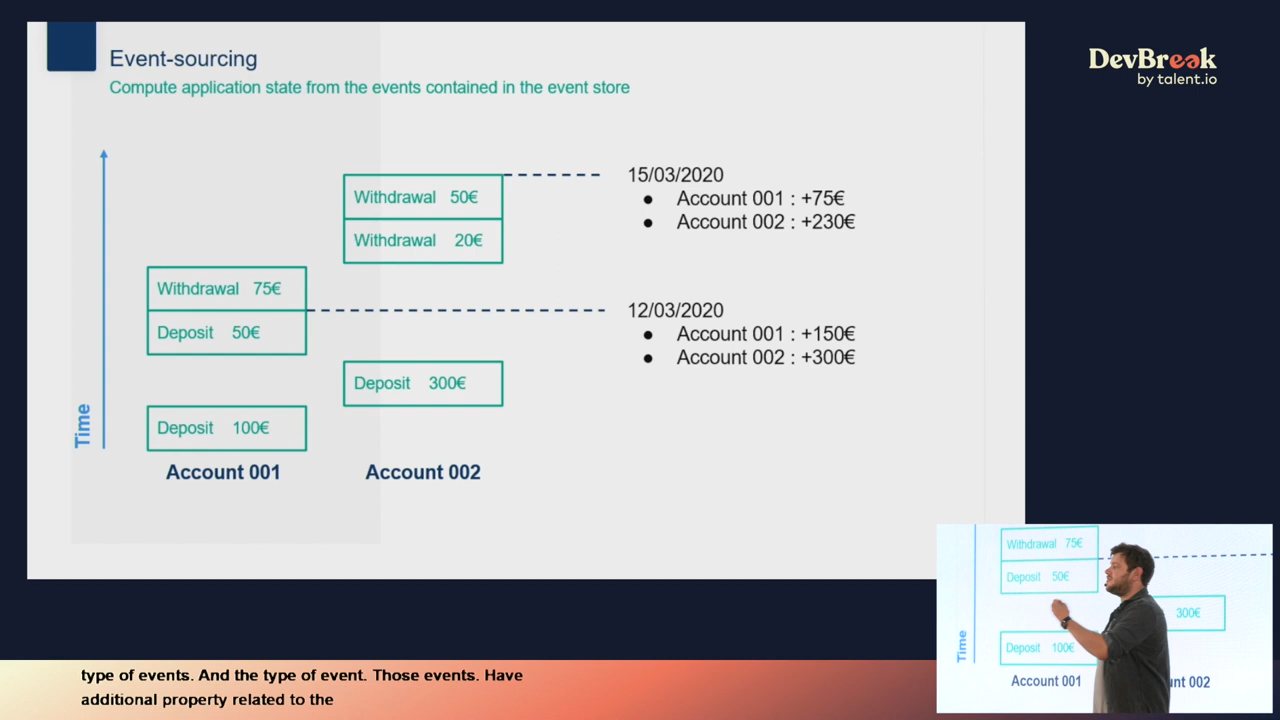 Event-sourcing
Compute application state from the events contained in the event store
DevBreak
by talent.io
15/03/2020
● Account 001 : +75€
● Account 002 : +230€
Withdrawal 50€
Withdrawal 20€
Withdrawal 75€
Deposit 50€
12/03/2020
● Account 001 : +150€
● Account 002 : +300€
Deposit 300€
Deposit 100€
Time
Account 001
Account 002
Withdrawal 75€
Deposit 50€
300€
Deposit 100€
Time
Account 001
unt 002
type of events. And the type of event. Those events. Have
additional property related to the